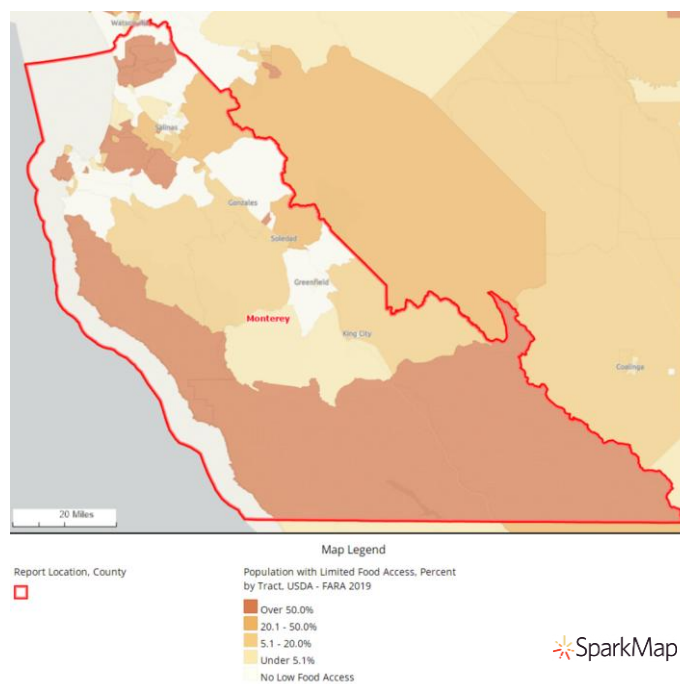 Watsonville
Salinas
Gonzales
Soledad
Greenfield
Monterey
King City
Coalinga
20 Miles
Map Legend
Report Location, County
Population with Limited Food Access, Percent
by Tract, USDA - FARA 2019
Over 50.0%
20.1 - 50.0%
5.1 - 20.0%
Under 5.1%
No Low Food Access
SparkMap